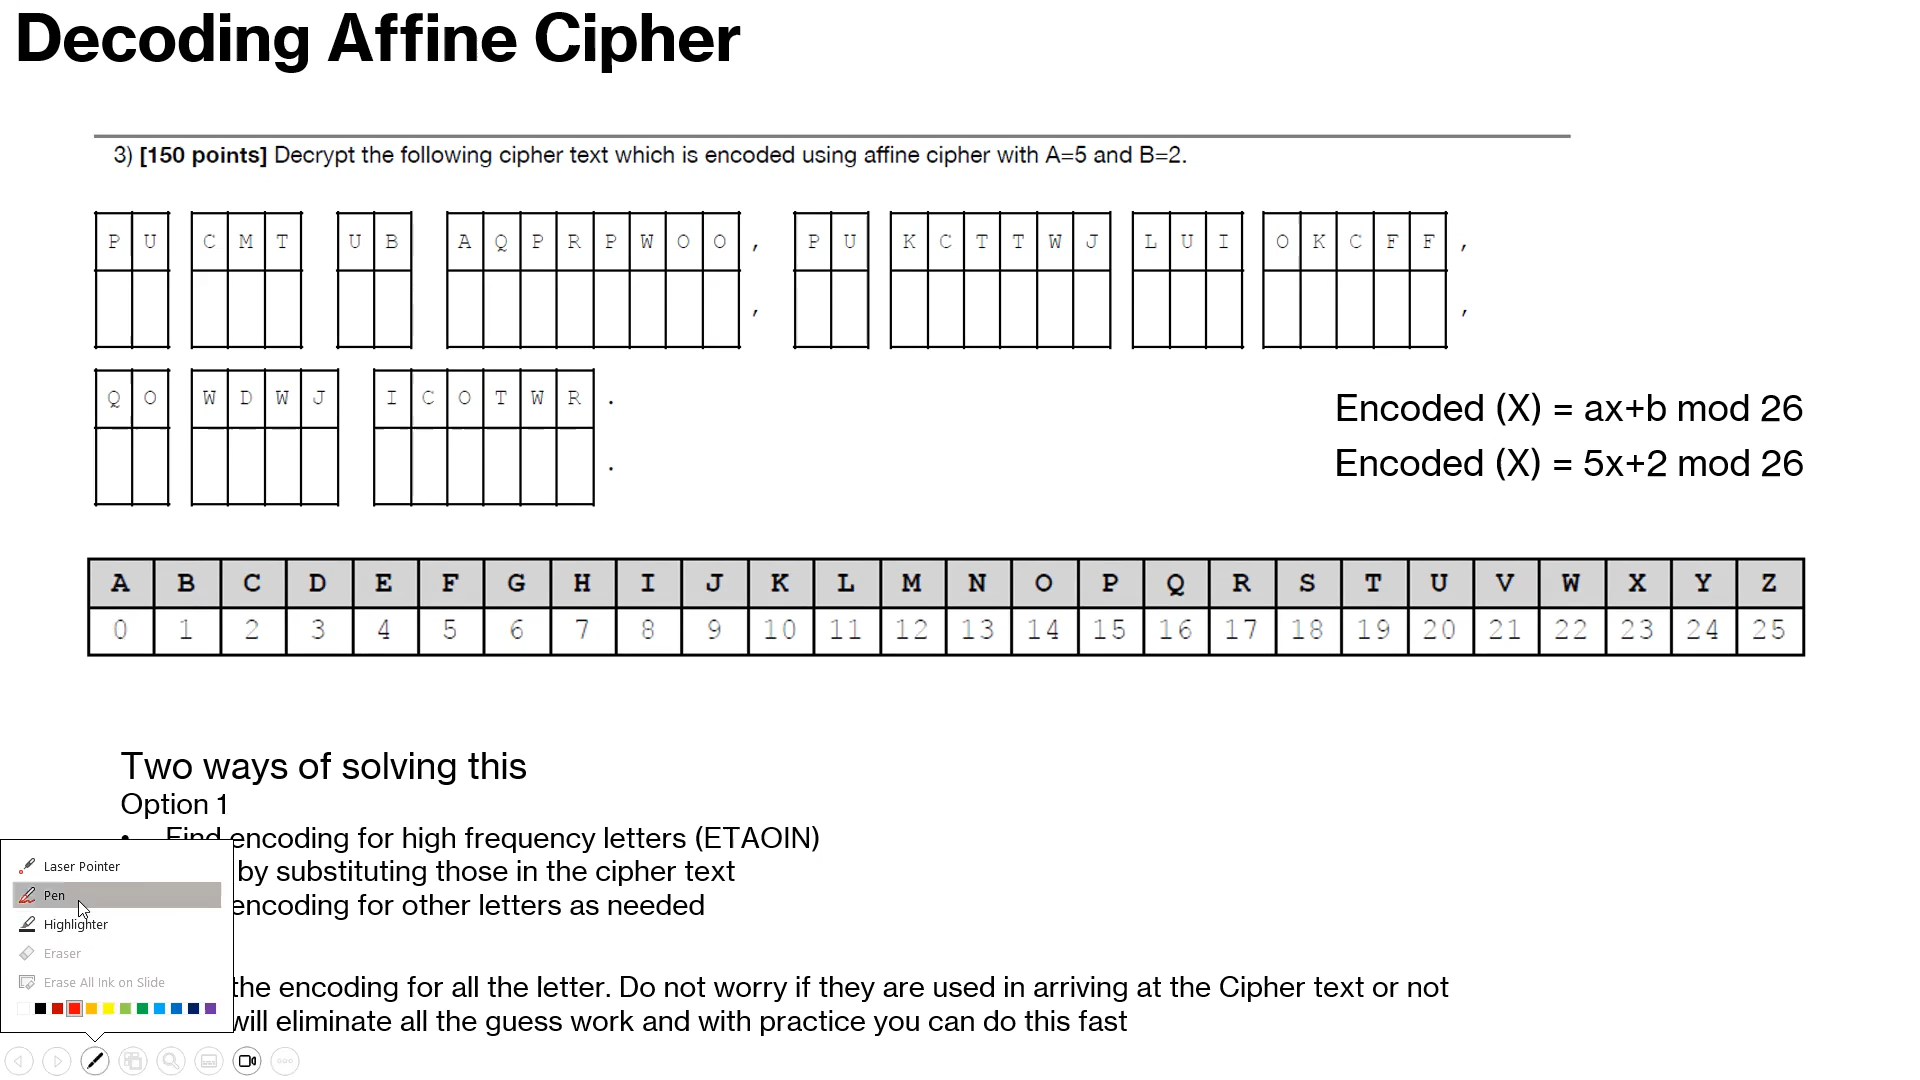 Decoding Affine Cipher
3) [150 points] Decrypt the following cipher text which is encoded using affine cipher with A=5 and B=2.
P U C M T U B A Q P R P W O O , P U K C T T W J L U I O K C F F ,
, ,
Q O W D W J I C O T W R .
.
Encoded (X) = ax+b mod 26
Encoded (X) = 5x+2 mod 26
A B C D E F G H I J K L M N O P Q R S T U V W X Y Z
0 1 2 3 4 5 6 7 8 9 10 11 12 13 14 15 16 17 18 19 20 21 22 23 24 25
Two ways of solving this
Option 1
• Find encoding for high frequency letters (ETAOIN)
by substituting those in the cipher text
encoding for other letters as needed
the encoding for all the letter. Do not worry if they are used in arriving at the Cipher text or not
will eliminate all the guess work and with practice you can do this fast
Laser Pointer
Pen
Highlighter
Eraser
Erase All Ink on Slide